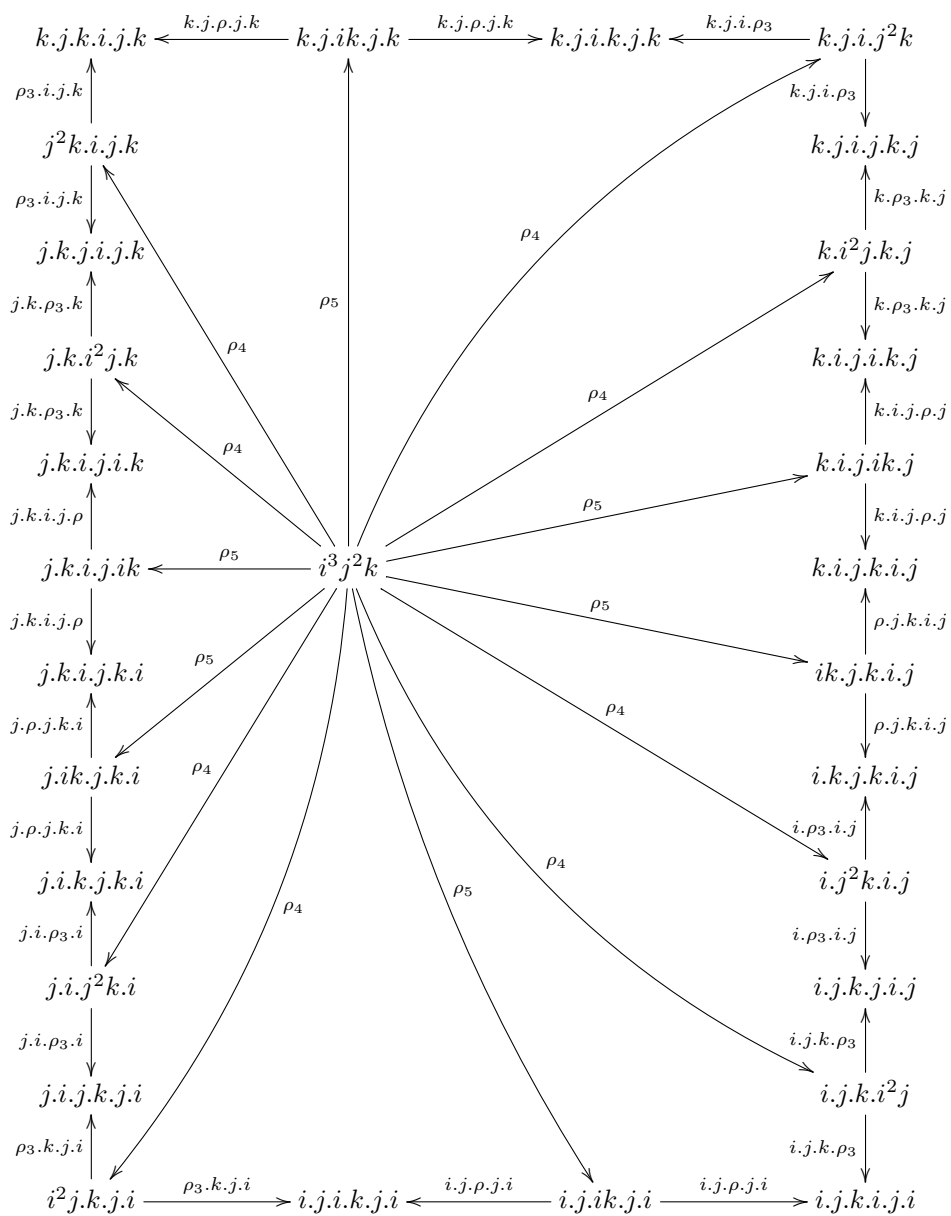 k.j.ρ.j.k k.j.ρ.j.k k.j.i.ρ₃
k.j.k.i.j.k k.j.ik.j.k k.j.i.k.j.k k.j.i.j²k
ρ₃.i.j.k k.j.i.ρ₃
j²k.i.j.k k.j.i.j.k.j
ρ₃.i.j.k k.ρ₃.k.j
ρ₄
j.k.j.i.j.k k.i²j.k.j
j.k.ρ₃.k ρ₅ k.ρ₃.k.j
j.k.i²j.k ρ₄ k.i.j.i.k.j
j.k.ρ₃.k ρ₄ ρ₄ k.i.j.ρ.j
j.k.i.j.i.k k.i.j.ik.j
j.k.i.j.ρ ρ₅ k.i.j.ρ.j
j.k.i.j.ik ρ₅ i³j²k k.i.j.k.i.j
j.k.i.j.ρ ρ₅ ρ.j.k.i.j
j.k.i.j.k.i ρ₅ ik.j.k.i.j
j.ρ.j.k.i ρ₄ ρ.j.k.i.j
j.ik.j.k.i ρ₄ i.k.j.k.i.j
j.ρ.j.k.i i.ρ₃.i.j
j.i.k.j.k.i ρ₄ i.j²k.i.j
j.i.ρ₃.i ρ₄ ρ₅ i.ρ₃.i.j
j.i.j²k.i i.j.k.j.i.j
j.i.ρ₃.i i.j.k.ρ₃
j.i.j.k.j.i i.j.k.i²j
ρ₃.k.j.i i.j.k.ρ₃
ρ₃.k.j.i i.j.ρ.j.i i.j.ρ.j.i
i²j.k.j.i i.j.i.k.j.i i.j.ik.j.i i.j.k.i.j.i